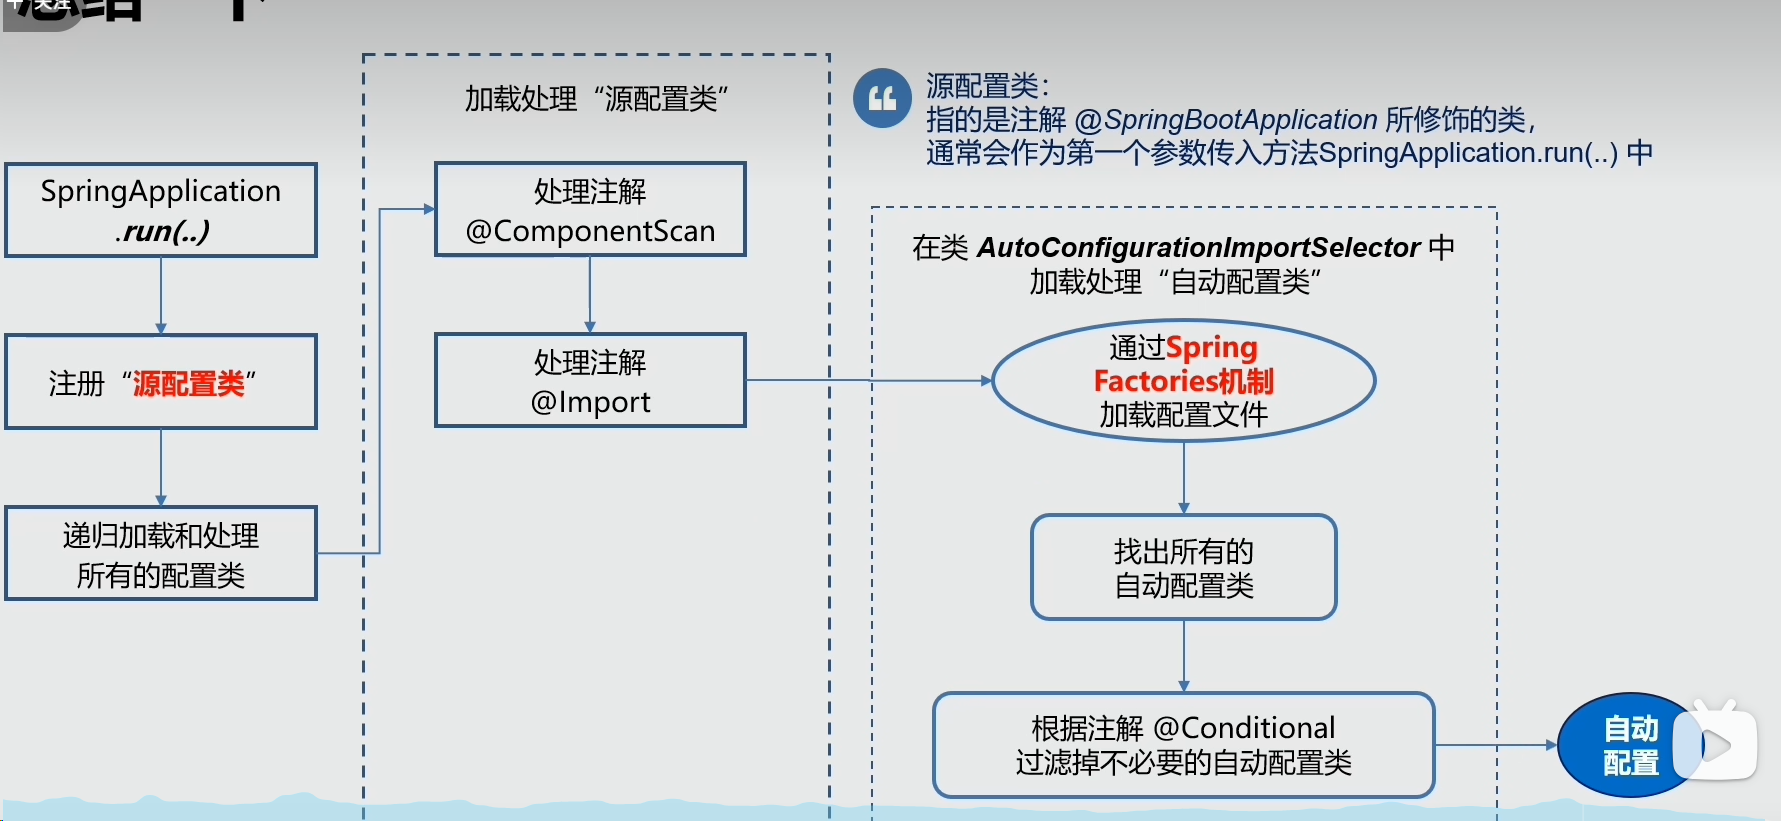 总结一下
+ 关注
加载处理“源配置类”
源配置类：
指的是注解 @SpringBootApplication 所修饰的类，
通常会作为第一个参数传入方法SpringApplication.run(..) 中
SpringApplication
.run(..)
注册“源配置类”
递归加载和处理
所有的配置类
处理注解
@ComponentScan
处理注解
@Import
在类 AutoConfigurationImportSelector 中
加载处理“自动配置类”
通过Spring
Factories机制
加载配置文件
找出所有的
自动配置类
根据注解 @Conditional
过滤掉不必要的自动配置类
自动
配置